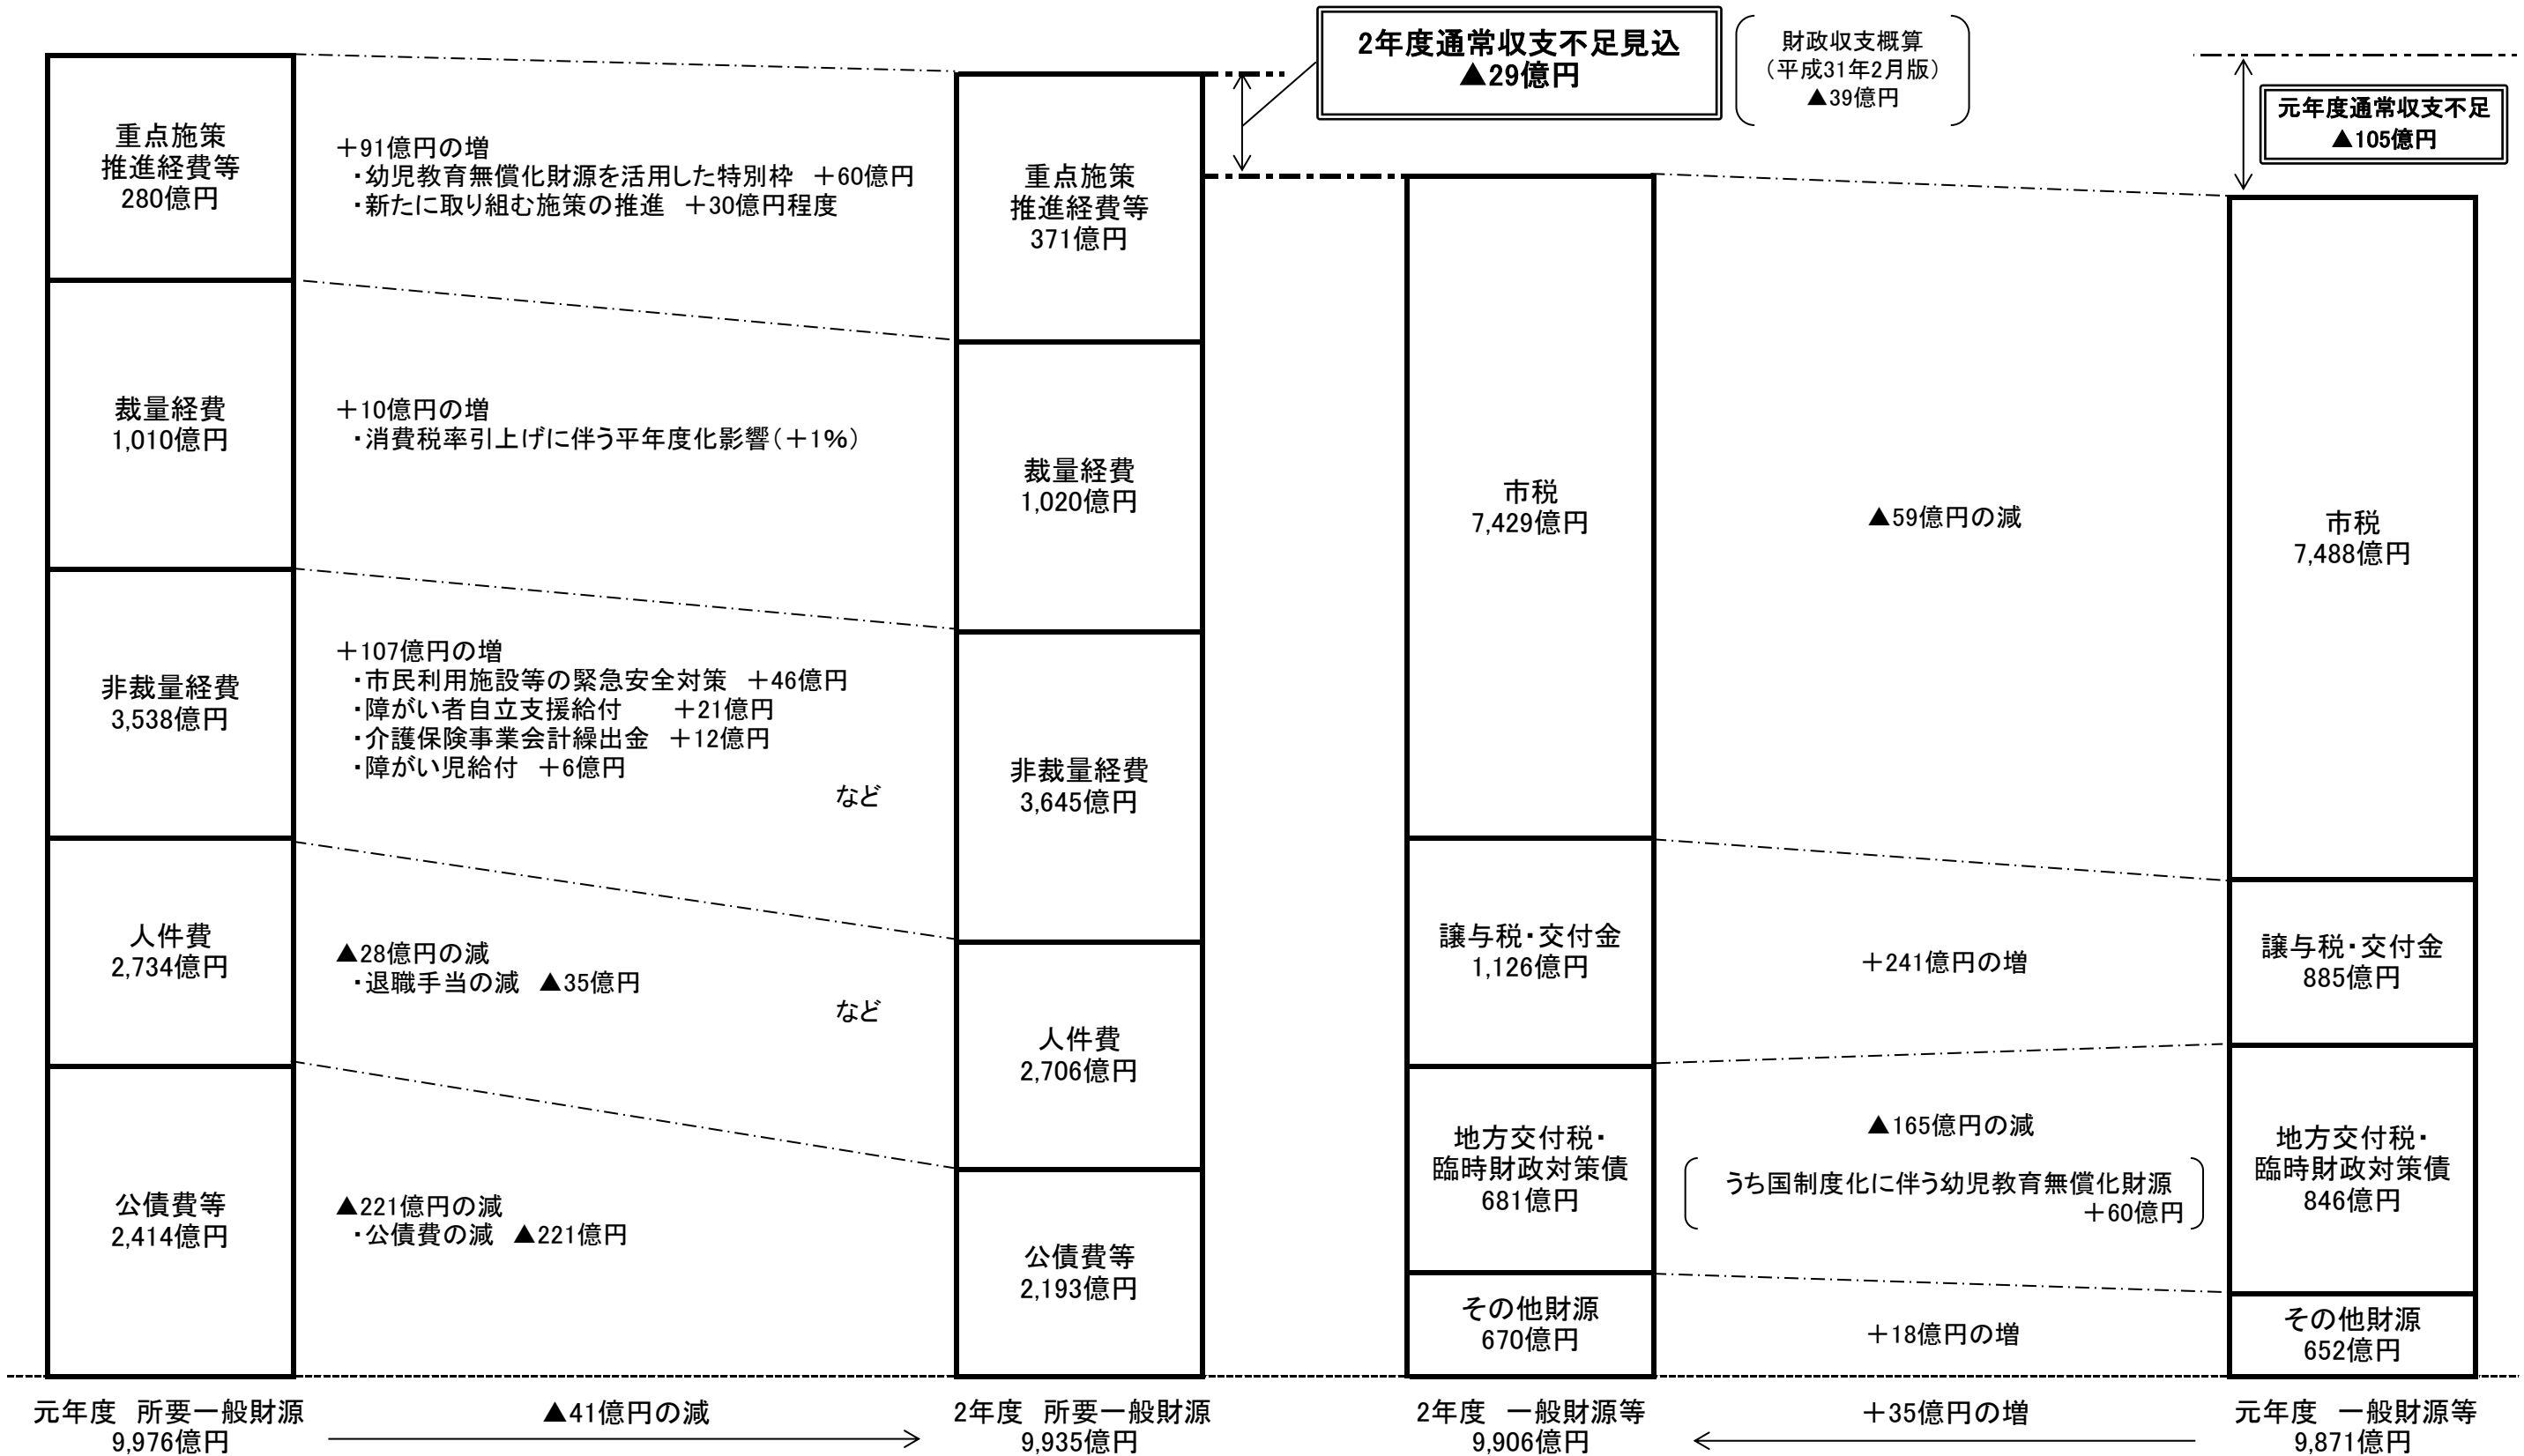 2年度通常収支不足見込
▲29億円
財政収支概算
（平成31年2月版）
▲39億円
元年度通常収支不足
▲105億円
重点施策
推進経費等
280億円
＋91億円の増
・幼児教育無償化財源を活用した特別枠　＋60億円
・新たに取り組む施策の推進　＋30億円程度
重点施策
推進経費等
371億円
裁量経費
1,010億円
＋10億円の増
・消費税率引上げに伴う平年度化影響（＋1％）
裁量経費
1,020億円
市税
7,429億円
▲59億円の減
市税
7,488億円
非裁量経費
3,538億円
＋107億円の増
・市民利用施設等の緊急安全対策　＋46億円
・障がい者自立支援給付　　＋21億円
・介護保険事業会計繰出金　＋12億円
・障がい児給付　＋6億円
など
非裁量経費
3,645億円
人件費
2,734億円
▲28億円の減
・退職手当の減　▲35億円
など
人件費
2,706億円
譲与税・交付金
1,126億円
＋241億円の増
譲与税・交付金
885億円
公債費等
2,414億円
▲221億円の減
・公債費の減　▲221億円
公債費等
2,193億円
地方交付税・
臨時財政対策債
681億円
▲165億円の減
うち国制度化に伴う幼児教育無償化財源
＋60億円
地方交付税・
臨時財政対策債
846億円
その他財源
670億円
＋18億円の増
その他財源
652億円
元年度　所要一般財源
9,976億円
▲41億円の減
2年度　所要一般財源
9,935億円
2年度　一般財源等
9,906億円
＋35億円の増
元年度　一般財源等
9,871億円